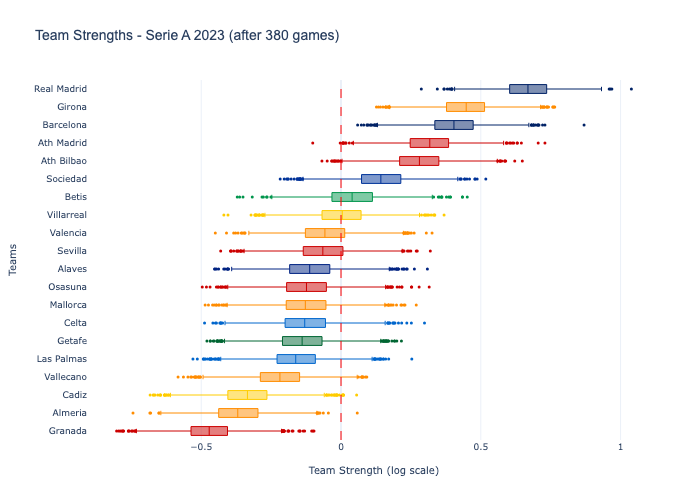 Team Strengths - Serie A 2023 (after 380 games)
Real Madrid
Girona
Barcelona
Ath Madrid
Ath Bilbao
Sociedad
Betis
Villarreal
Valencia
Sevilla
Alaves
Osasuna
Mallorca
Celta
Getafe
Las Palmas
Vallecano
Cadiz
Almeria
Granada
Teams
−0.5 0 0.5 1
Team Strength (log scale)